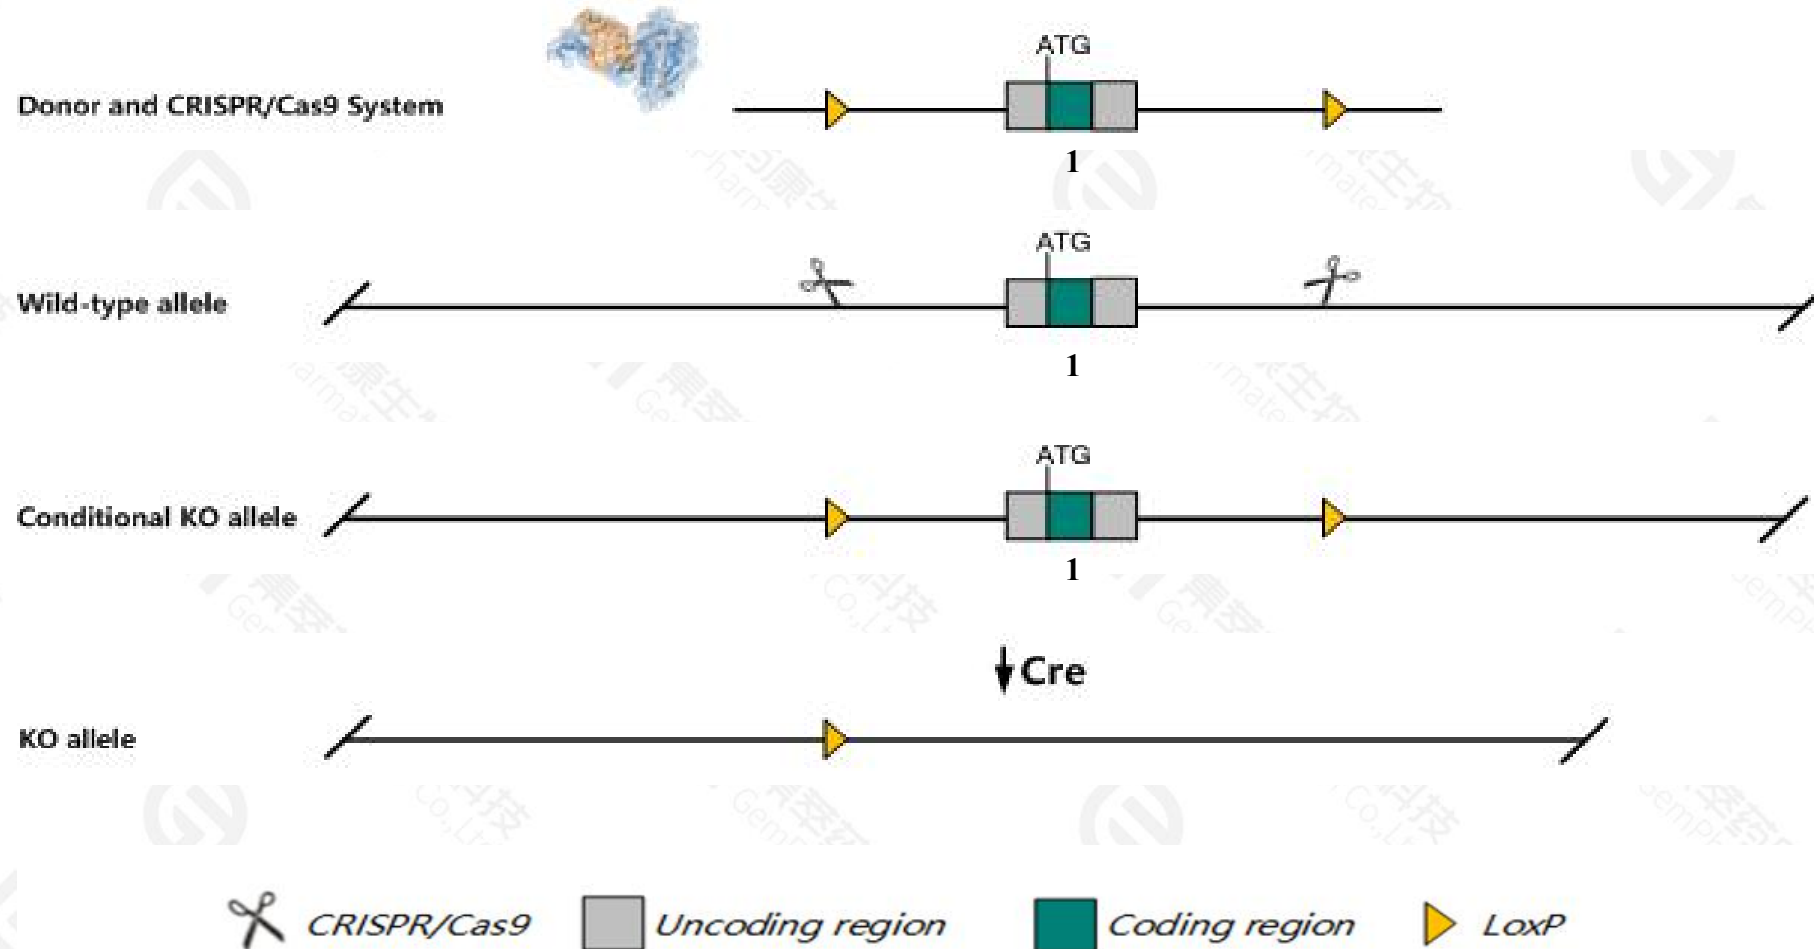 ATG
Donor and CRISPR/Cas9 System
1
ATG
Wild-type allele
1
ATG
Conditional KO allele
1
Cre
KO allele
CRISPR/Cas9
Uncoding region
Coding region
LoxP